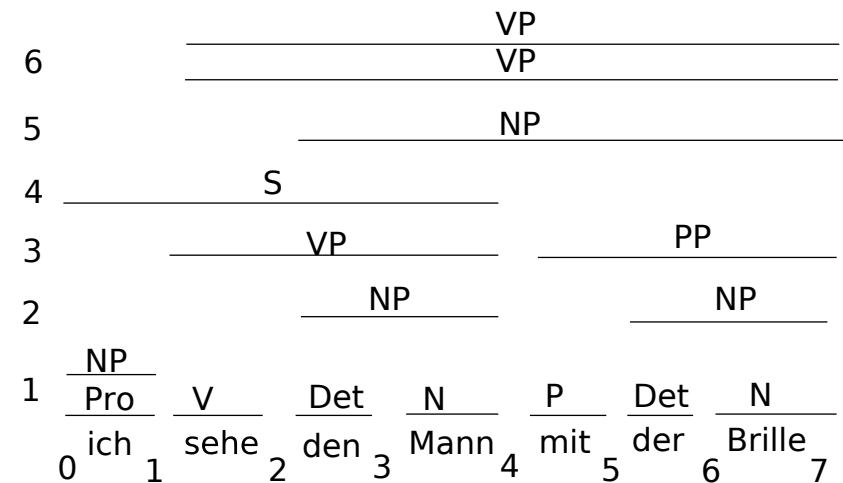 VP
6 VP
5 NP
4 S
3 VP PP
2 NP NP
NP
1 Pro V Det N P Det N
ich sehe den Mann mit der Brille
0 1 2 3 4 5 6 7